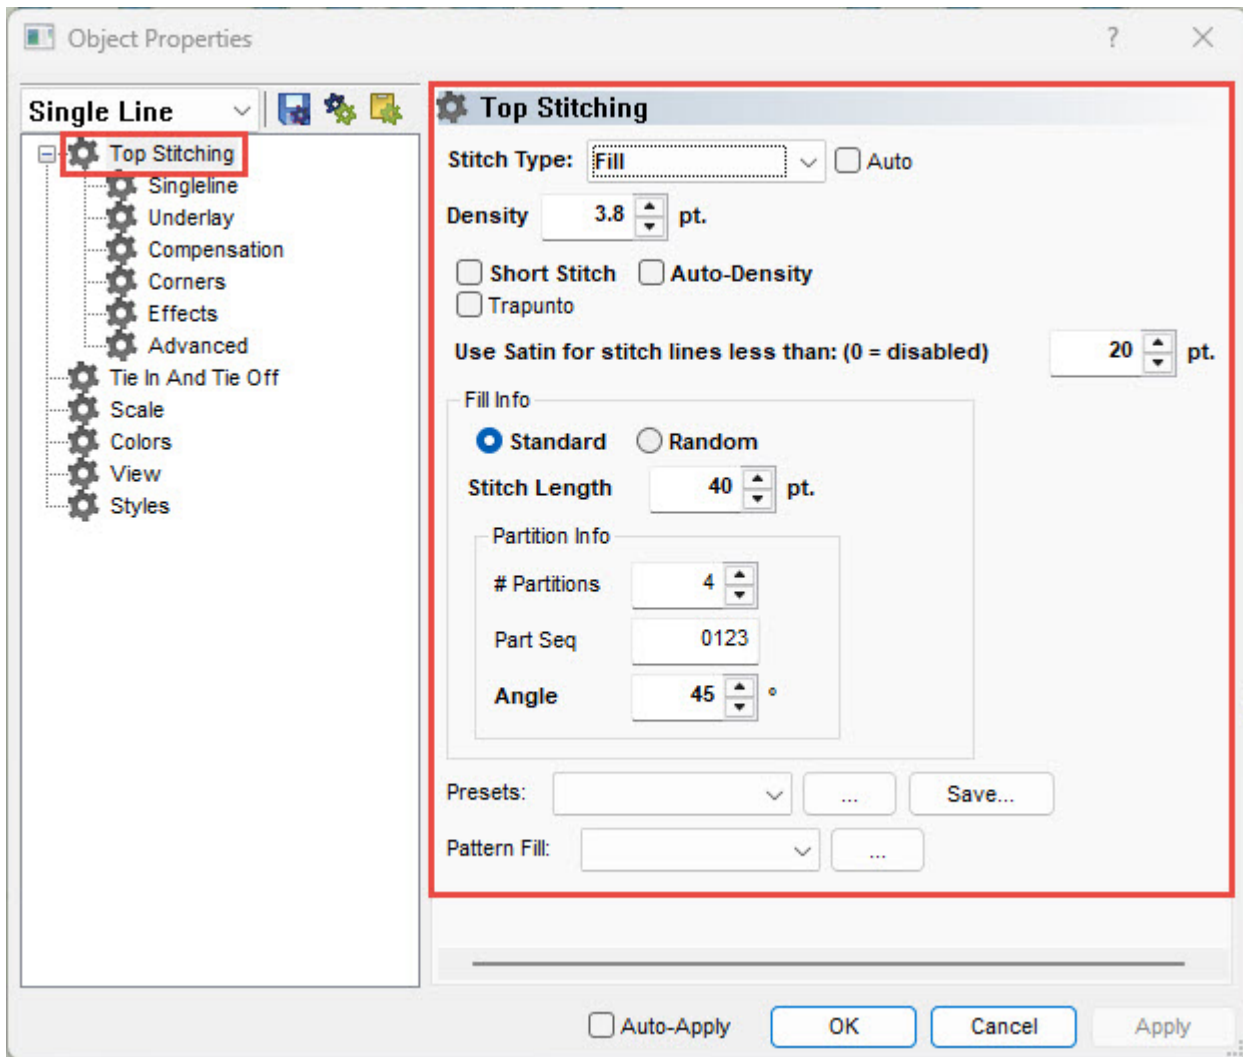 Object Properties
?
Single Line
Top Stitching
Singleline
Underlay
Compensation
Corners
Effects
Advanced
Tie In And Tie Off
Scale
Colors
View
Styles
Top Stitching
Stitch Type: Fill Auto
Density 3.8 pt.
Short Stitch Auto-Density
Trapunto
Use Satin for stitch lines less than: (0 = disabled) 20 pt.
Fill Info
Standard Random
Stitch Length 40 pt.
Partition Info
# Partitions 4
Part Seq 0123
Angle 45 °
Presets: ... Save...
Pattern Fill: ...
Auto-Apply OK Cancel Apply